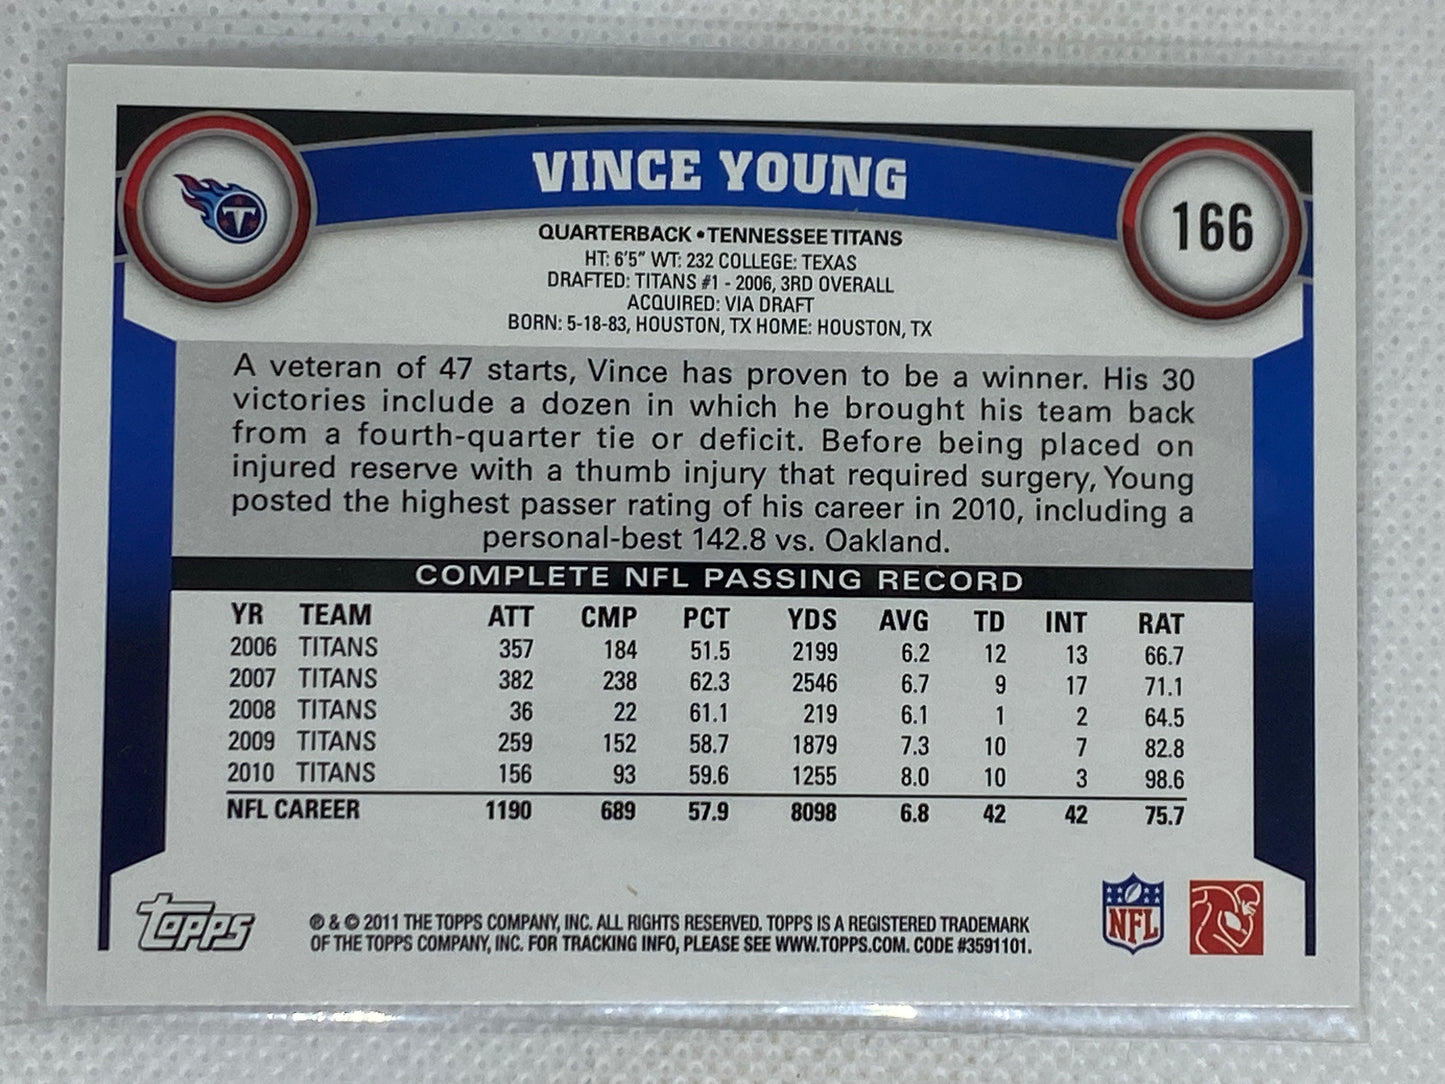 VINCE YOUNG
166
T
QUARTERBACK • TENNESSEE TITANS
HT: 6'5" WT: 232 COLLEGE: TEXAS
DRAFTED: TITANS #1 - 2006, 3RD OVERALL
ACQUIRED: VIA DRAFT
BORN: 5-18-83, HOUSTON, TX HOME: HOUSTON, TX
A veteran of 47 starts, Vince has proven to be a winner. His 30
victories include a dozen in which he brought his team back
from a fourth-quarter tie or deficit. Before being placed on
injured reserve with a thumb injury that required surgery, Young
posted the highest passer rating of his career in 2010, including a
personal-best 142.8 vs. Oakland.
COMPLETE NFL PASSING RECORD
YR TEAM ATT CMP PCT YDS AVG TD INT RAT
2006 TITANS 357 184 51.5 2199 6.2 12 13 66.7
2007 TITANS 382 238 62.3 2546 6.7 9 17 71.1
2008 TITANS 36 22 61.1 219 6.1 1 2 64.5
2009 TITANS 259 152 58.7 1879 7.3 10 7 82.8
2010 TITANS 156 93 59.6 1255 8.0 10 3 98.6
NFL CAREER 1190 689 57.9 8098 6.8 42 42 75.7
Topps
® & © 2011 THE TOPPS COMPANY, INC. ALL RIGHTS RESERVED. TOPPS IS A REGISTERED TRADEMARK
OF THE TOPPS COMPANY, INC. FOR TRACKING INFO, PLEASE SEE WWW.TOPPS.COM. CODE #3591101.
NFL